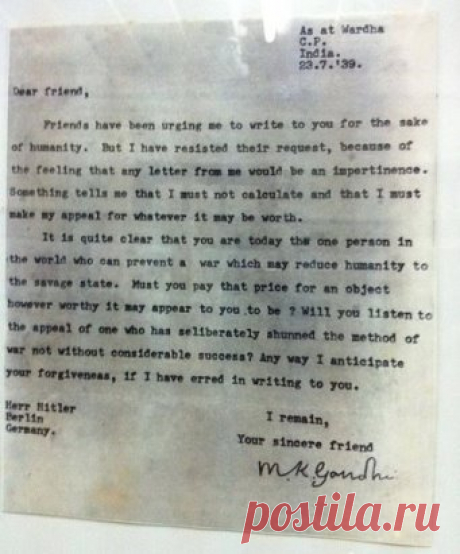 As at Wardha
C.P.
India.
23.7.'39.
Dear friend,
Friends have been urging me to write to you for the sake
of humanity. But I have resisted their request, because of
the feeling that any letter from me would be an impertinence.
Something tells me that I must not calculate and that I must
make my appeal for whatever it may be worth.
It is quite clear that you are today the one person in
the world who can prevent a war which may reduce humanity to
the savage state. Must you pay that price for an object
however worthy it may appear to you to be ? Will you listen to
the appeal of one who has seliberately shunned the method of
war not without considerable success? Any way I anticipate
your forgiveness, if I have erred in writing to you.
Herr Hitler
Berlin
Germany.
I remain,
Your sincere friend
M.K.Gandhi
postila.ru